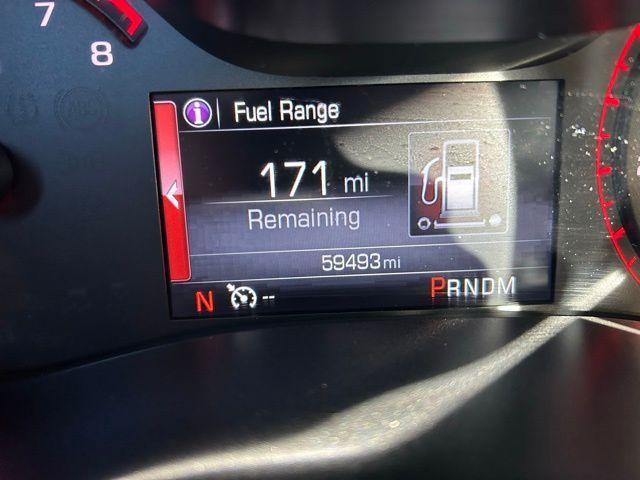 7
8
i Fuel Range
171 mi
Remaining
59493 mi
N -- PRNDM